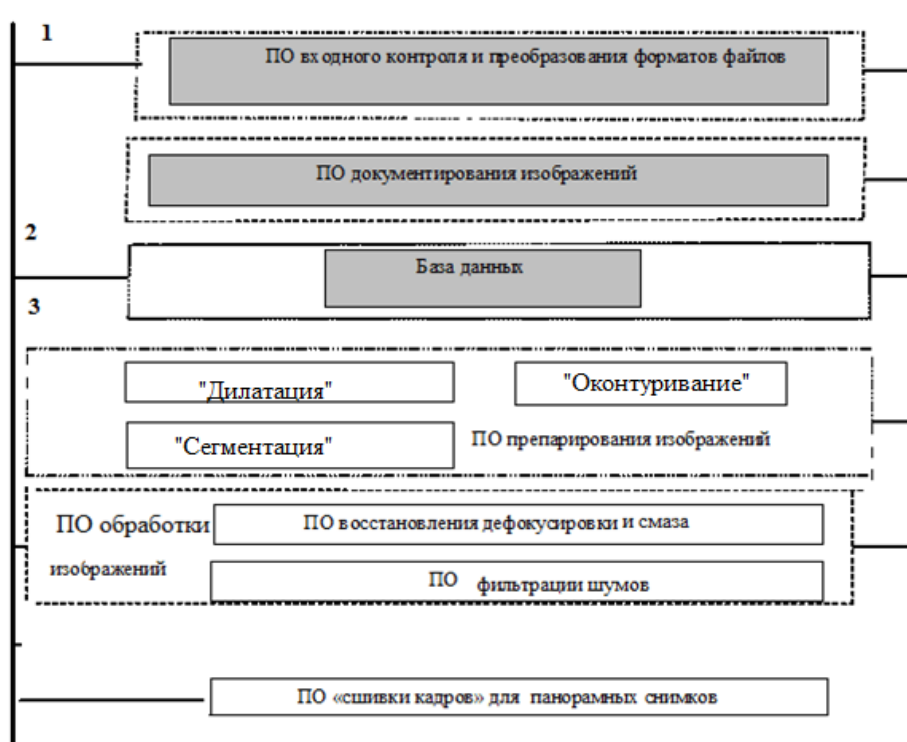 1
ПО входного контроля и преобразования форматов файлов
ПО документирования изображений
2
База данных
3
"Дилатация"
"Оконтуривание"
"Сегментация"
ПО препарирования изображений
ПО обработки
изображений
ПО восстановления дефокусировки и смаза
ПО фильтрации шумов
ПО «сшивки кадров» для панорамных снимков